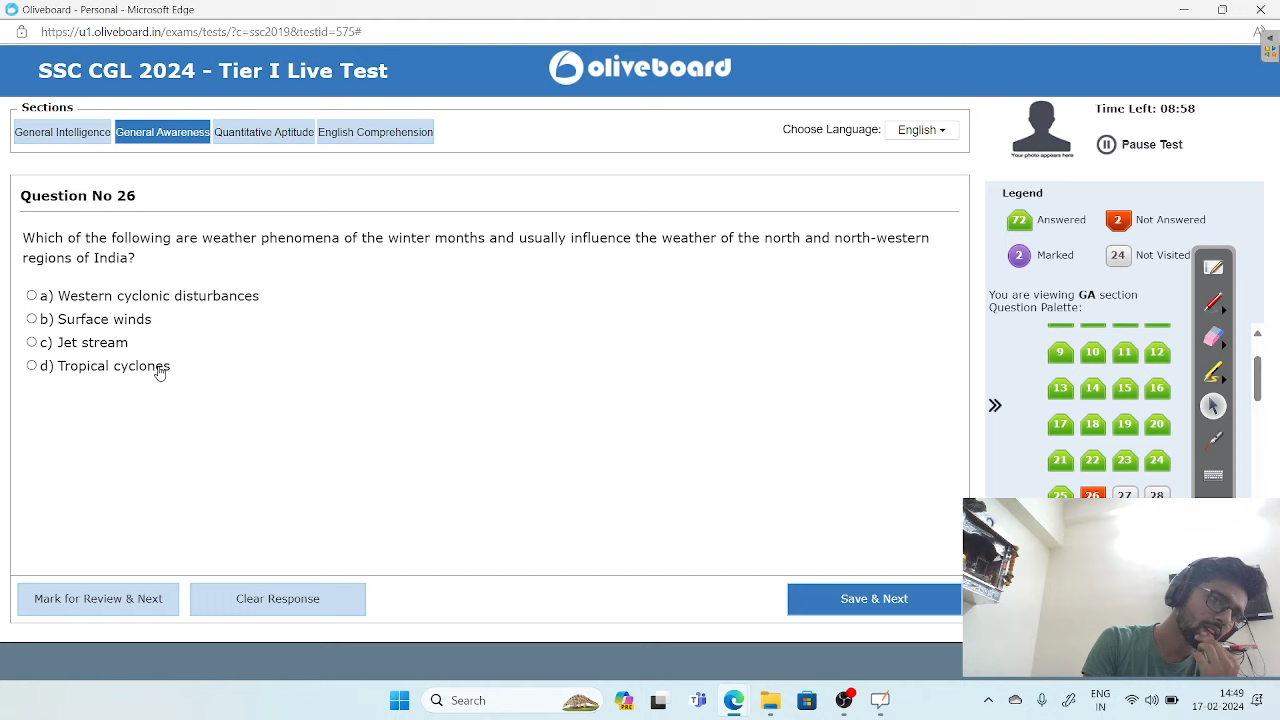 Oliveboard - Personal - Microsoft Edge
https://u1.oliveboard.in/exams/tests/?c=ssc2019&testid=575#
SSC CGL 2024 - Tier I Live Test
oliveboard
Sections
General Intelligence
General Awareness
Quantitative Aptitude
English Comprehension
Choose Language:
English
Your photo appears here
Time Left: 08:58
Pause Test
Question No 26
Which of the following are weather phenomena of the winter months and usually influence the weather of the north and north-western
regions of India?
a) Western cyclonic disturbances
b) Surface winds
c) Jet stream
d) Tropical cyclones
Mark for Review & Next
Clear Response
Save & Next
Legend
72 Answered
2 Not Answered
2 Marked
24 Not Visited
You are viewing GA section
Question Palette:
9 10 11 12
13 14 15 16
17 18 19 20
21 22 23 24
25 26 27 28
Search
ENG
IN
14:49
17-02-2024